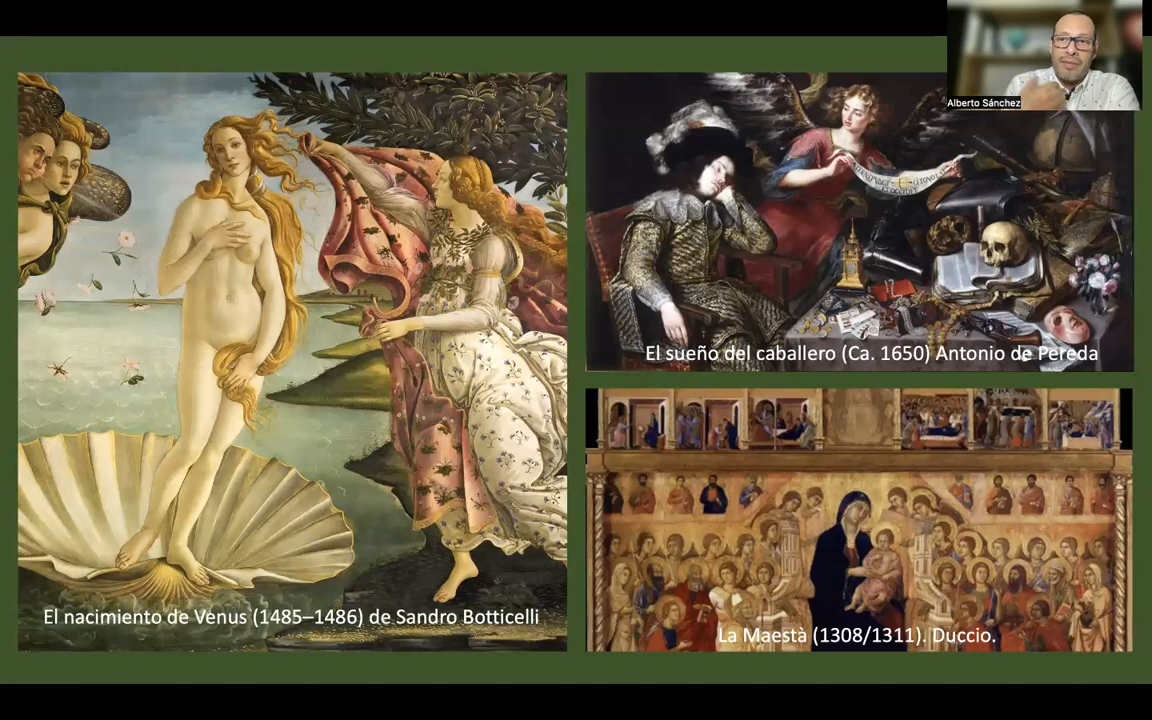 Alberto Sánchez
El sueño del caballero (Ca. 1650) Antonio de Pereda
El nacimiento de Venus (1485–1486) de Sandro Botticelli
La Maestà (1308/1311). Duccio.